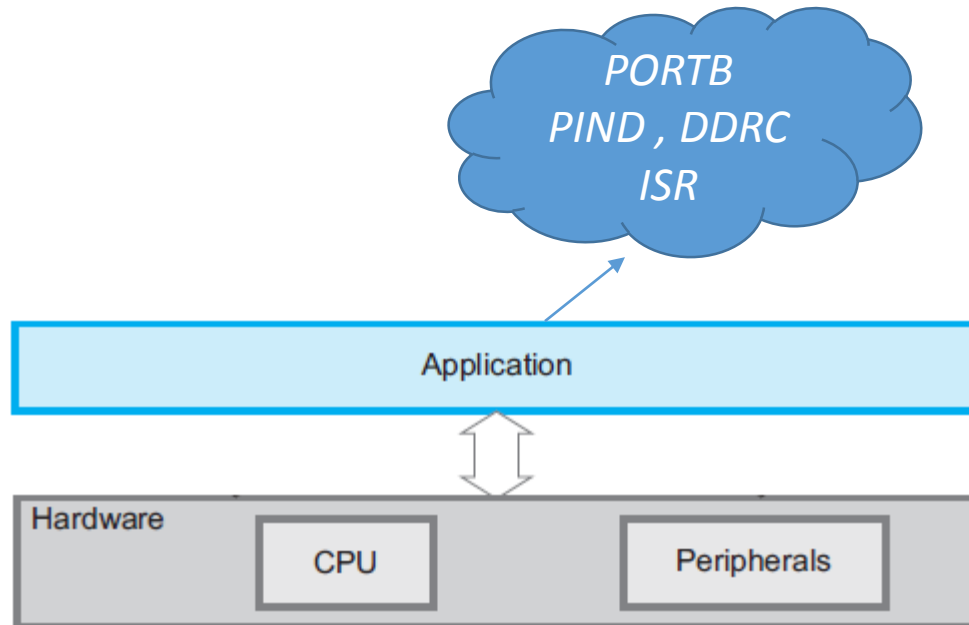 PORTB
PIND , DDRC
ISR
Application
Hardware
CPU
Peripherals